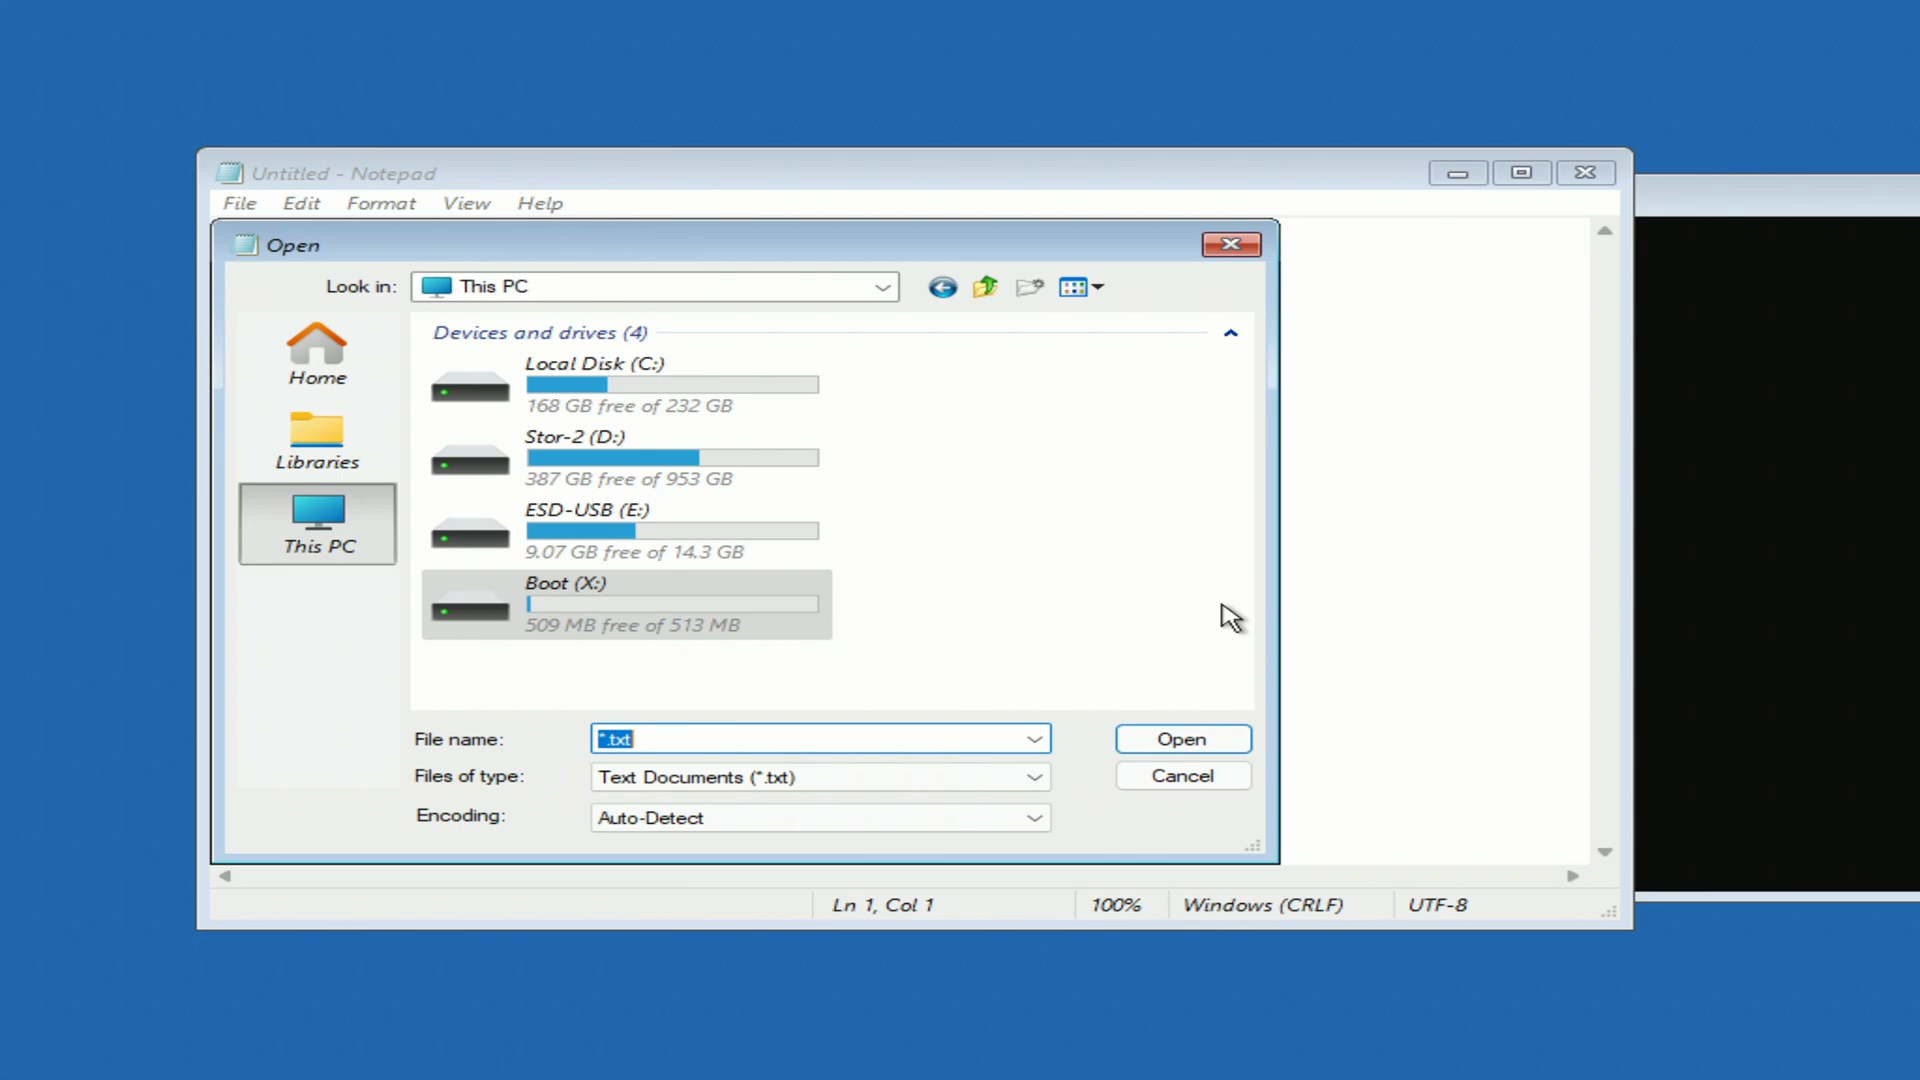 Untitled - Notepad
File Edit Format View Help
Open
Look in: This PC
Home
Libraries
This PC
Devices and drives (4)
Local Disk (C:)
168 GB free of 232 GB
Stor-2 (D:)
387 GB free of 953 GB
ESD-USB (E:)
9.07 GB free of 14.3 GB
Boot (X:)
509 MB free of 513 MB
File name: *.txt Open
Files of type: Text Documents (*.txt) Cancel
Encoding: Auto-Detect
Ln 1, Col 1 100% Windows (CRLF) UTF-8